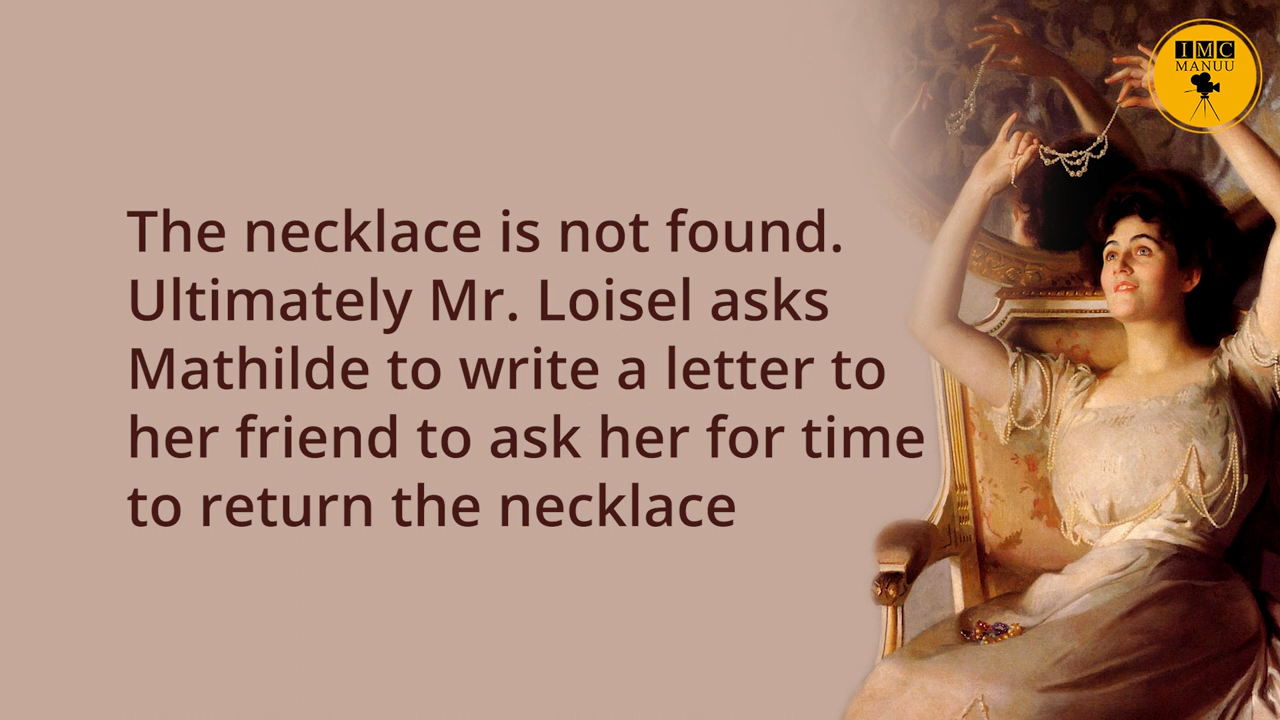 IMC
MANUU
The necklace is not found.
Ultimately Mr. Loisel asks
Mathilde to write a letter to
her friend to ask her for time
to return the necklace